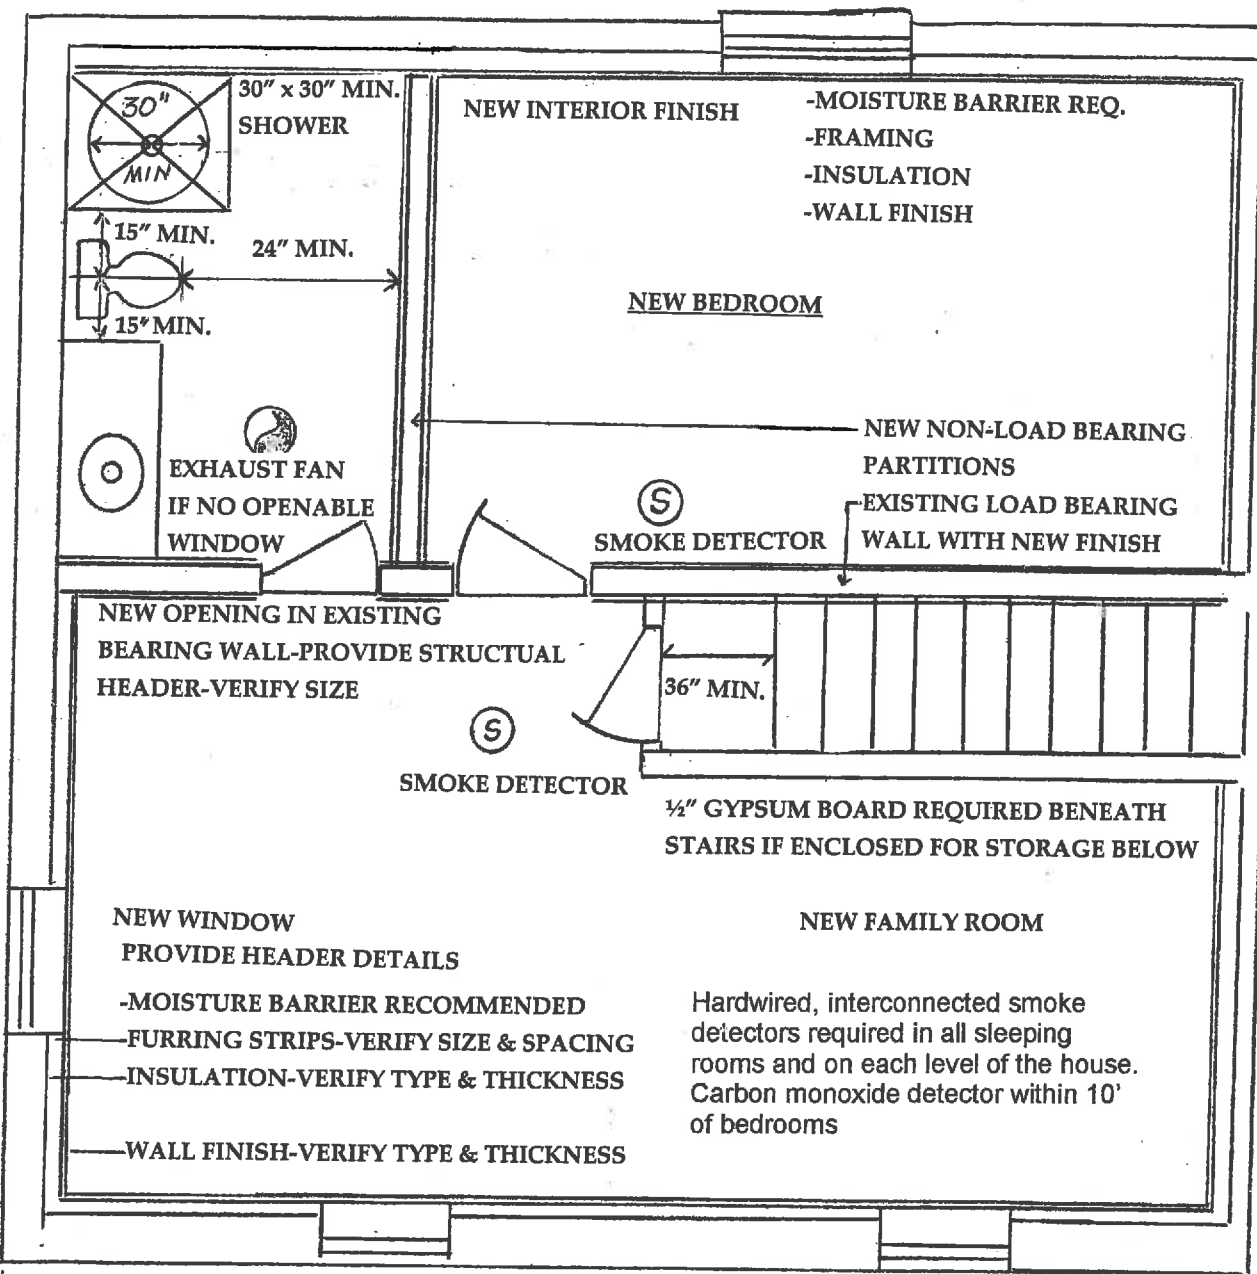 30" x 30" MIN.
SHOWER
30"
MIN
15" MIN.
24" MIN.
15" MIN.
EXHAUST FAN
IF NO OPENABLE
WINDOW
NEW INTERIOR FINISH
-MOISTURE BARRIER REQ.
-FRAMING
-INSULATION
-WALL FINISH
NEW BEDROOM
NEW NON-LOAD BEARING
PARTITIONS
EXISTING LOAD BEARING
WALL WITH NEW FINISH
S
SMOKE DETECTOR
NEW OPENING IN EXISTING
BEARING WALL-PROVIDE STRUCTUAL
HEADER-VERIFY SIZE
36" MIN.
S
SMOKE DETECTOR
½" GYPSUM BOARD REQUIRED BENEATH
STAIRS IF ENCLOSED FOR STORAGE BELOW
NEW WINDOW
PROVIDE HEADER DETAILS
-MOISTURE BARRIER RECOMMENDED
-FURRING STRIPS-VERIFY SIZE & SPACING
-INSULATION-VERIFY TYPE & THICKNESS
-WALL FINISH-VERIFY TYPE & THICKNESS
NEW FAMILY ROOM
Hardwired, interconnected smoke
detectors required in all sleeping
rooms and on each level of the house.
Carbon monoxide detector within 10'
of bedrooms